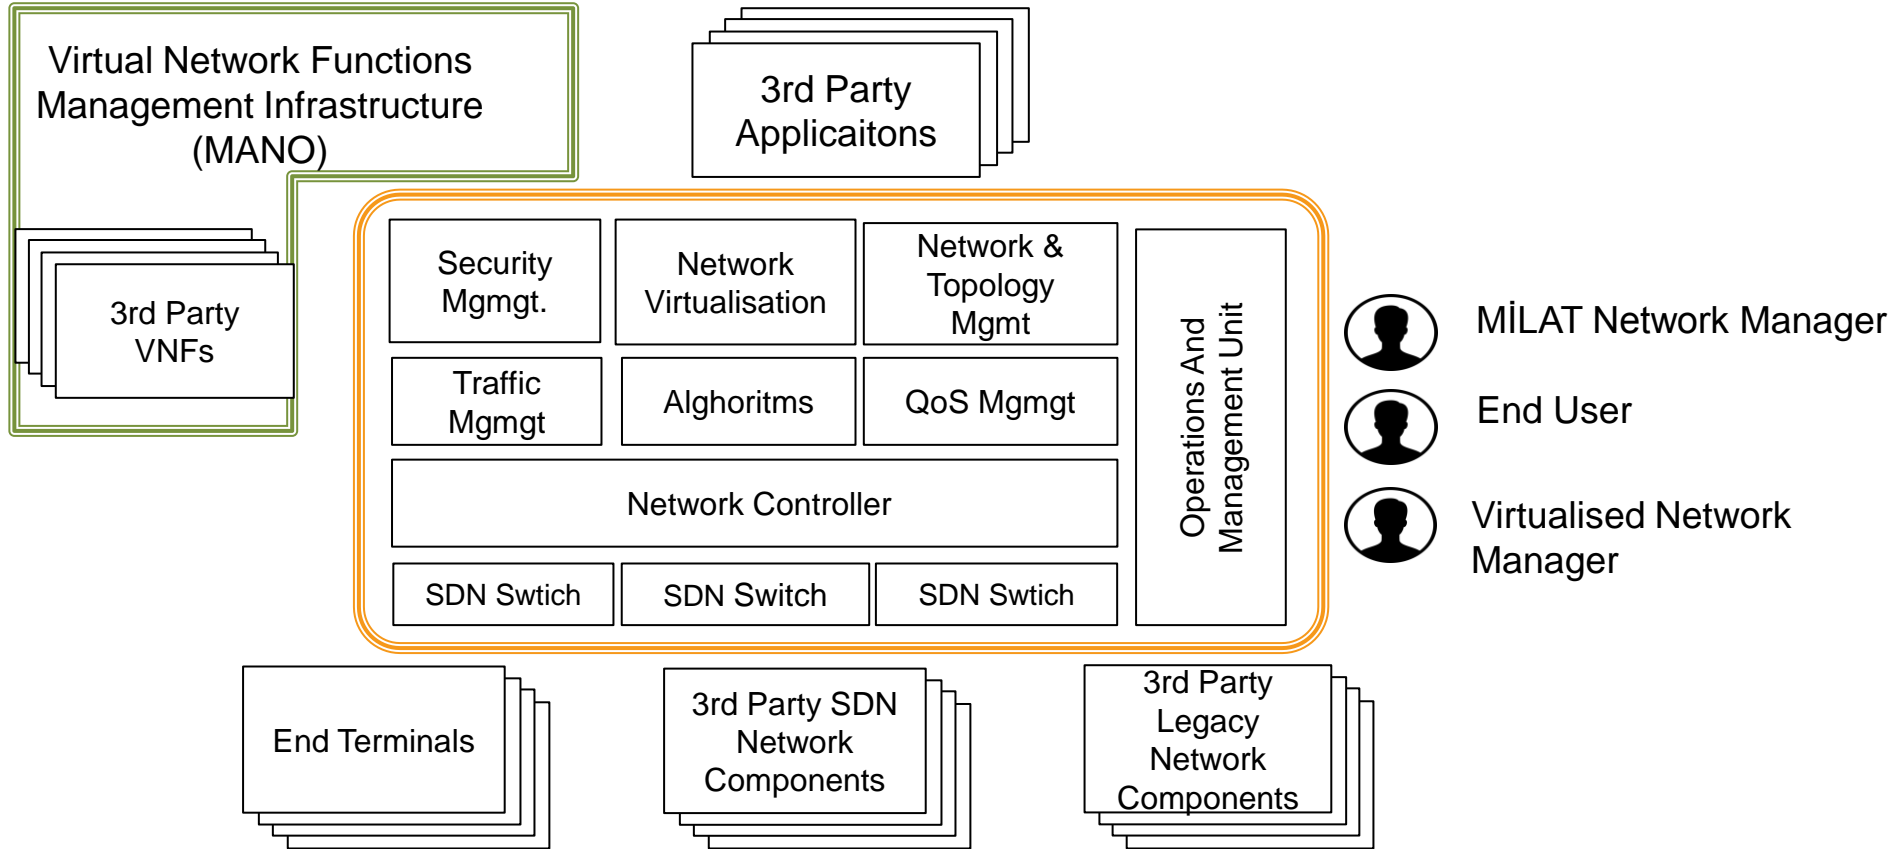 Virtual Network Functions
Management Infrastructure
(MANO)
3rd Party
Applicaitons
3rd Party
VNFs
Security
Mgmgt.
Network
Virtualisation
Network &
Topology
Mgmt
Traffic
Mgmgt
Alghoritms
QoS Mgmgt
Network Controller
SDN Swtich
SDN Switch
SDN Swtich
Operations And
Management Unit
MİLAT Network Manager
End User
Virtualised Network
Manager
End Terminals
3rd Party SDN
Network
Components
3rd Party
Legacy
Network
Components